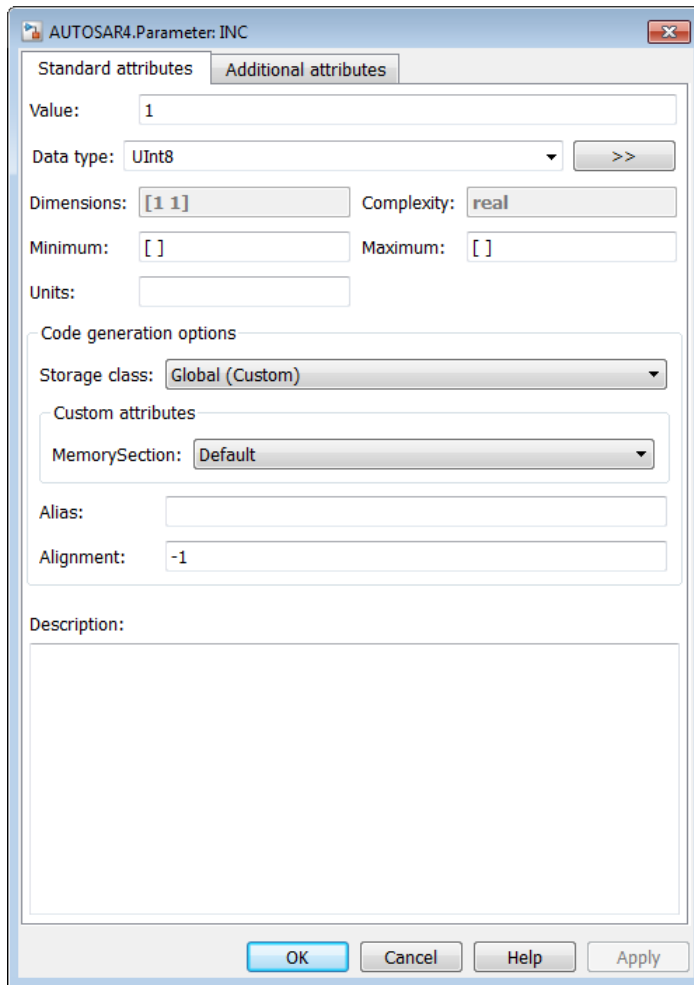 AUTOSAR4.Parameter: INC
Standard attributes Additional attributes
Value: 1
Data type: UInt8 >>
Dimensions: [1 1] Complexity: real
Minimum: [ ] Maximum: [ ]
Units:
Code generation options
Storage class: Global (Custom)
Custom attributes
MemorySection: Default
Alias:
Alignment: -1
Description:
OK Cancel Help Apply